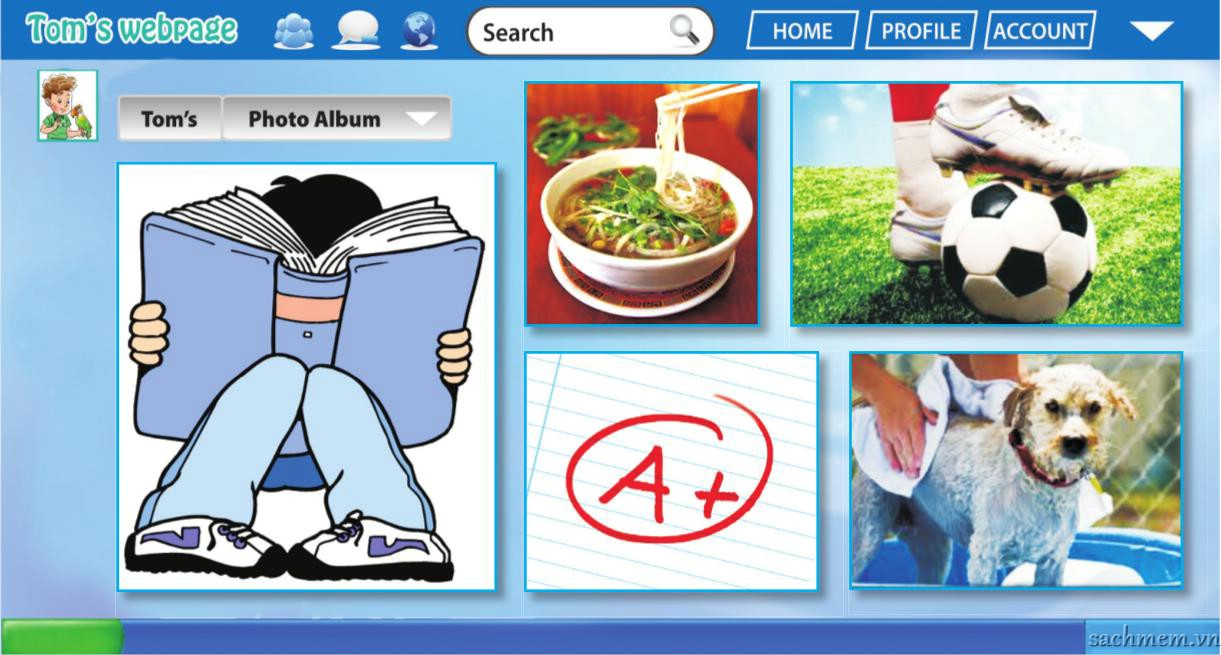 Tom's webpage
Search
HOME
PROFILE
ACCOUNT
Tom's
Photo Album
A+
sachmem.vn